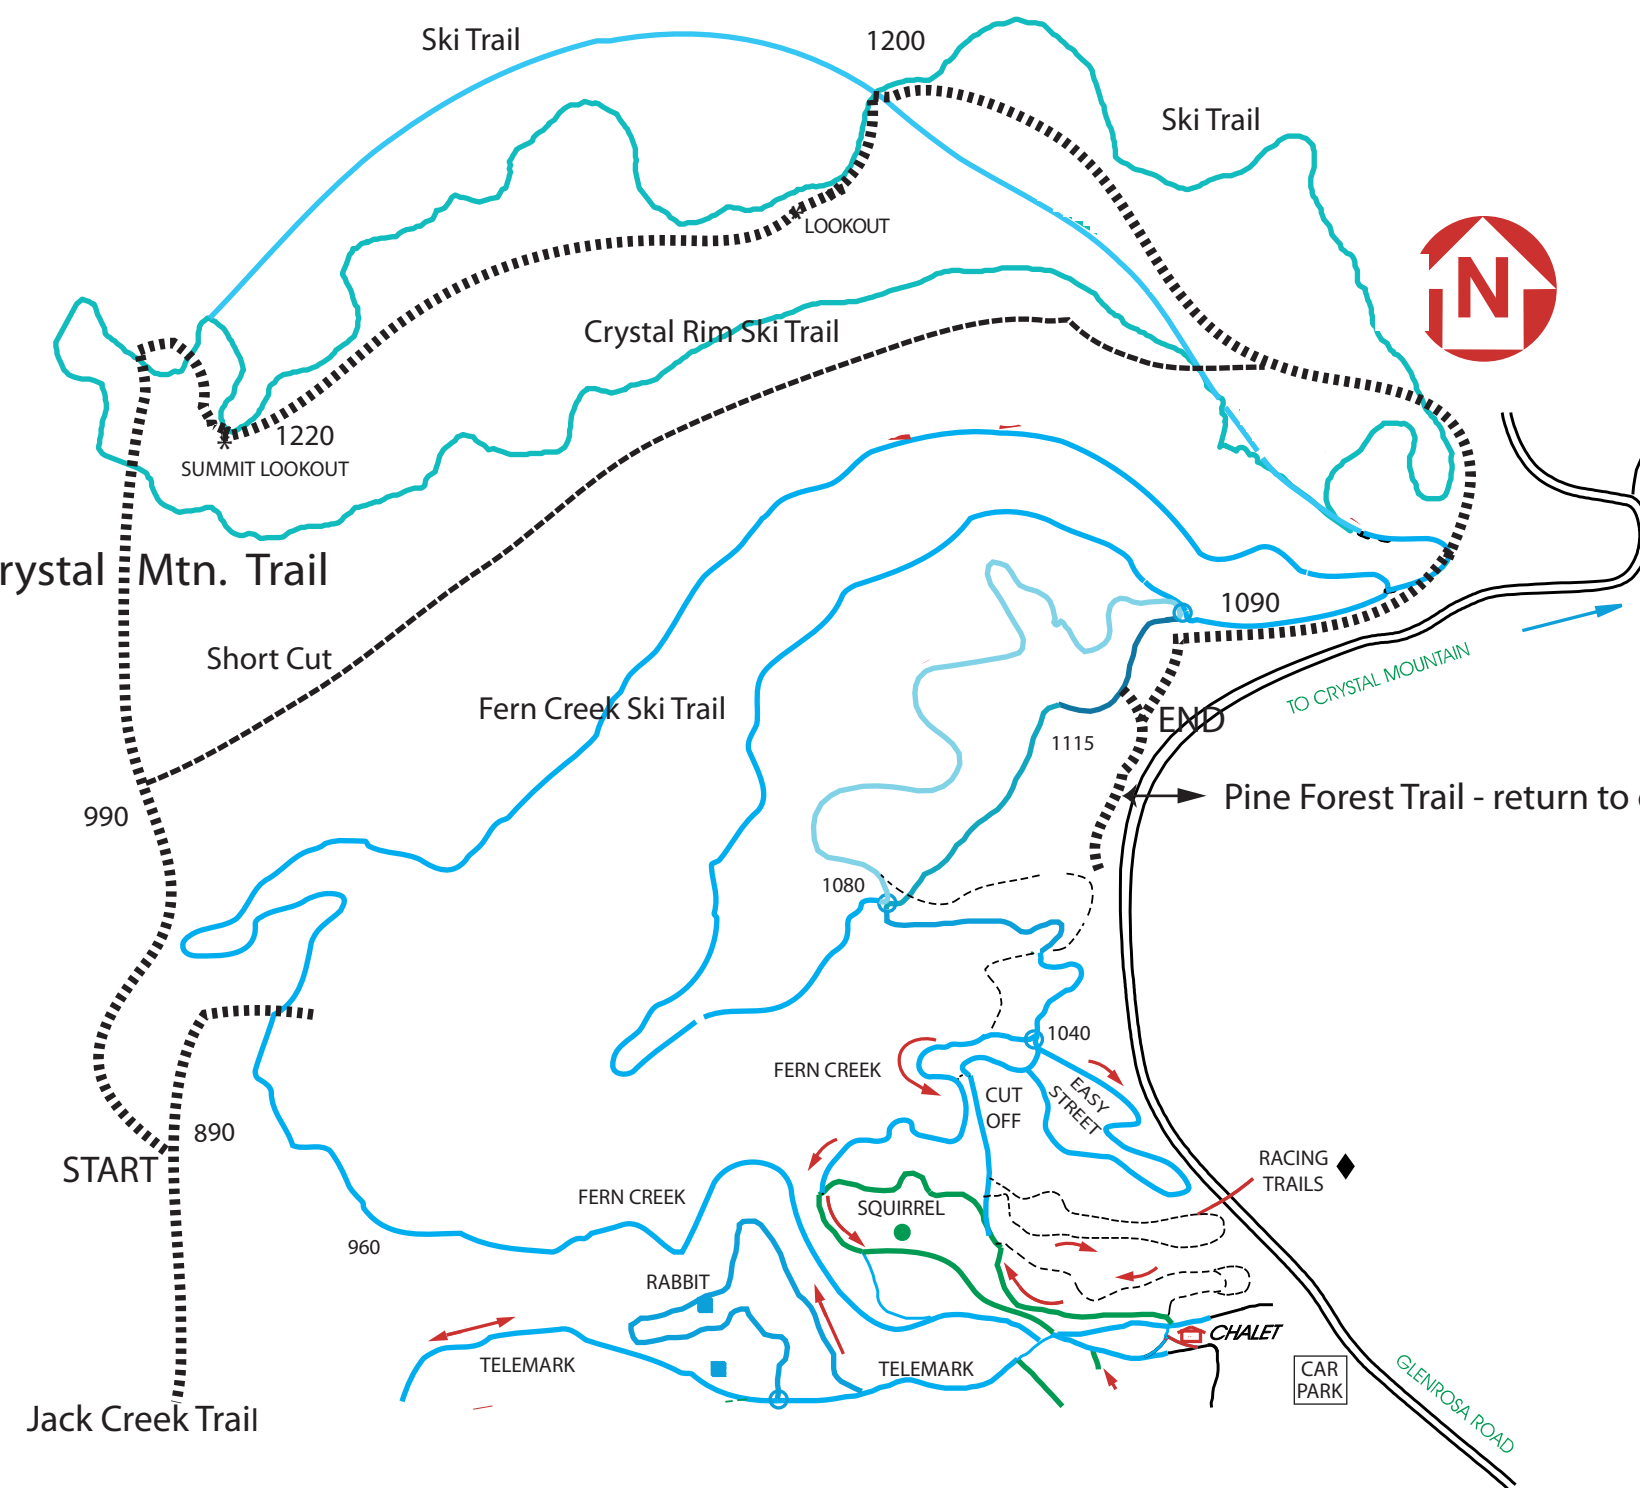 Ski Trail
1200
Ski Trail
LOOKOUT
N
Crystal Rim Ski Trail
1220
SUMMIT LOOKOUT
rystal Mtn. Trail
1090
Short Cut
TO CRYSTAL MOUNTAIN
Fern Creek Ski Trail
END
1115
990
Pine Forest Trail - return to
1080
1040
FERN CREEK
CUT
OFF
EASY
STREET
890
START
RACING
TRAILS
FERN CREEK
SQUIRREL
960
RABBIT
CHALET
TELEMARK
TELEMARK
CAR
PARK
GLENROSA ROAD
Jack Creek Trail